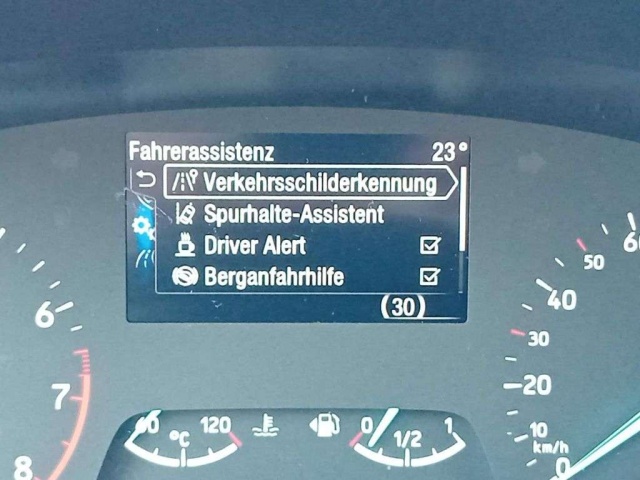 Fahrerassistenz 23°
Verkehrsschilderkennung
Spurhalte-Assistent
Driver Alert
Berganfahrhilfe
(30)
6
7
8
60
50
40
30
20
10
km/h
0
120
°C
0
1/2
1